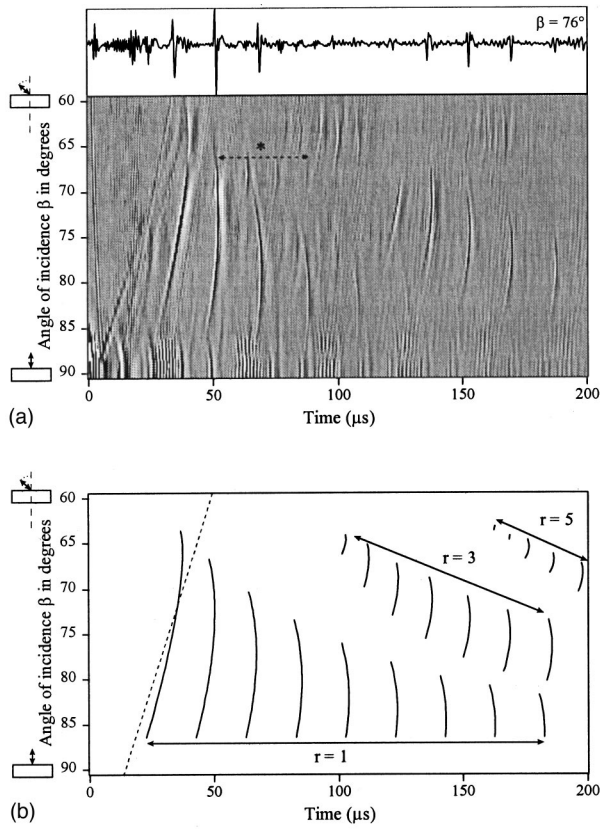 (a)
β = 76°
Angle of incidence β in degrees
60
65
70
75
80
85
90
*
0
50
100
150
200
Time (μs)
(b)
Angle of incidence β in degrees
60
65
70
75
80
85
90
r = 5
r = 3
r = 1
0
50
100
150
200
Time (μs)